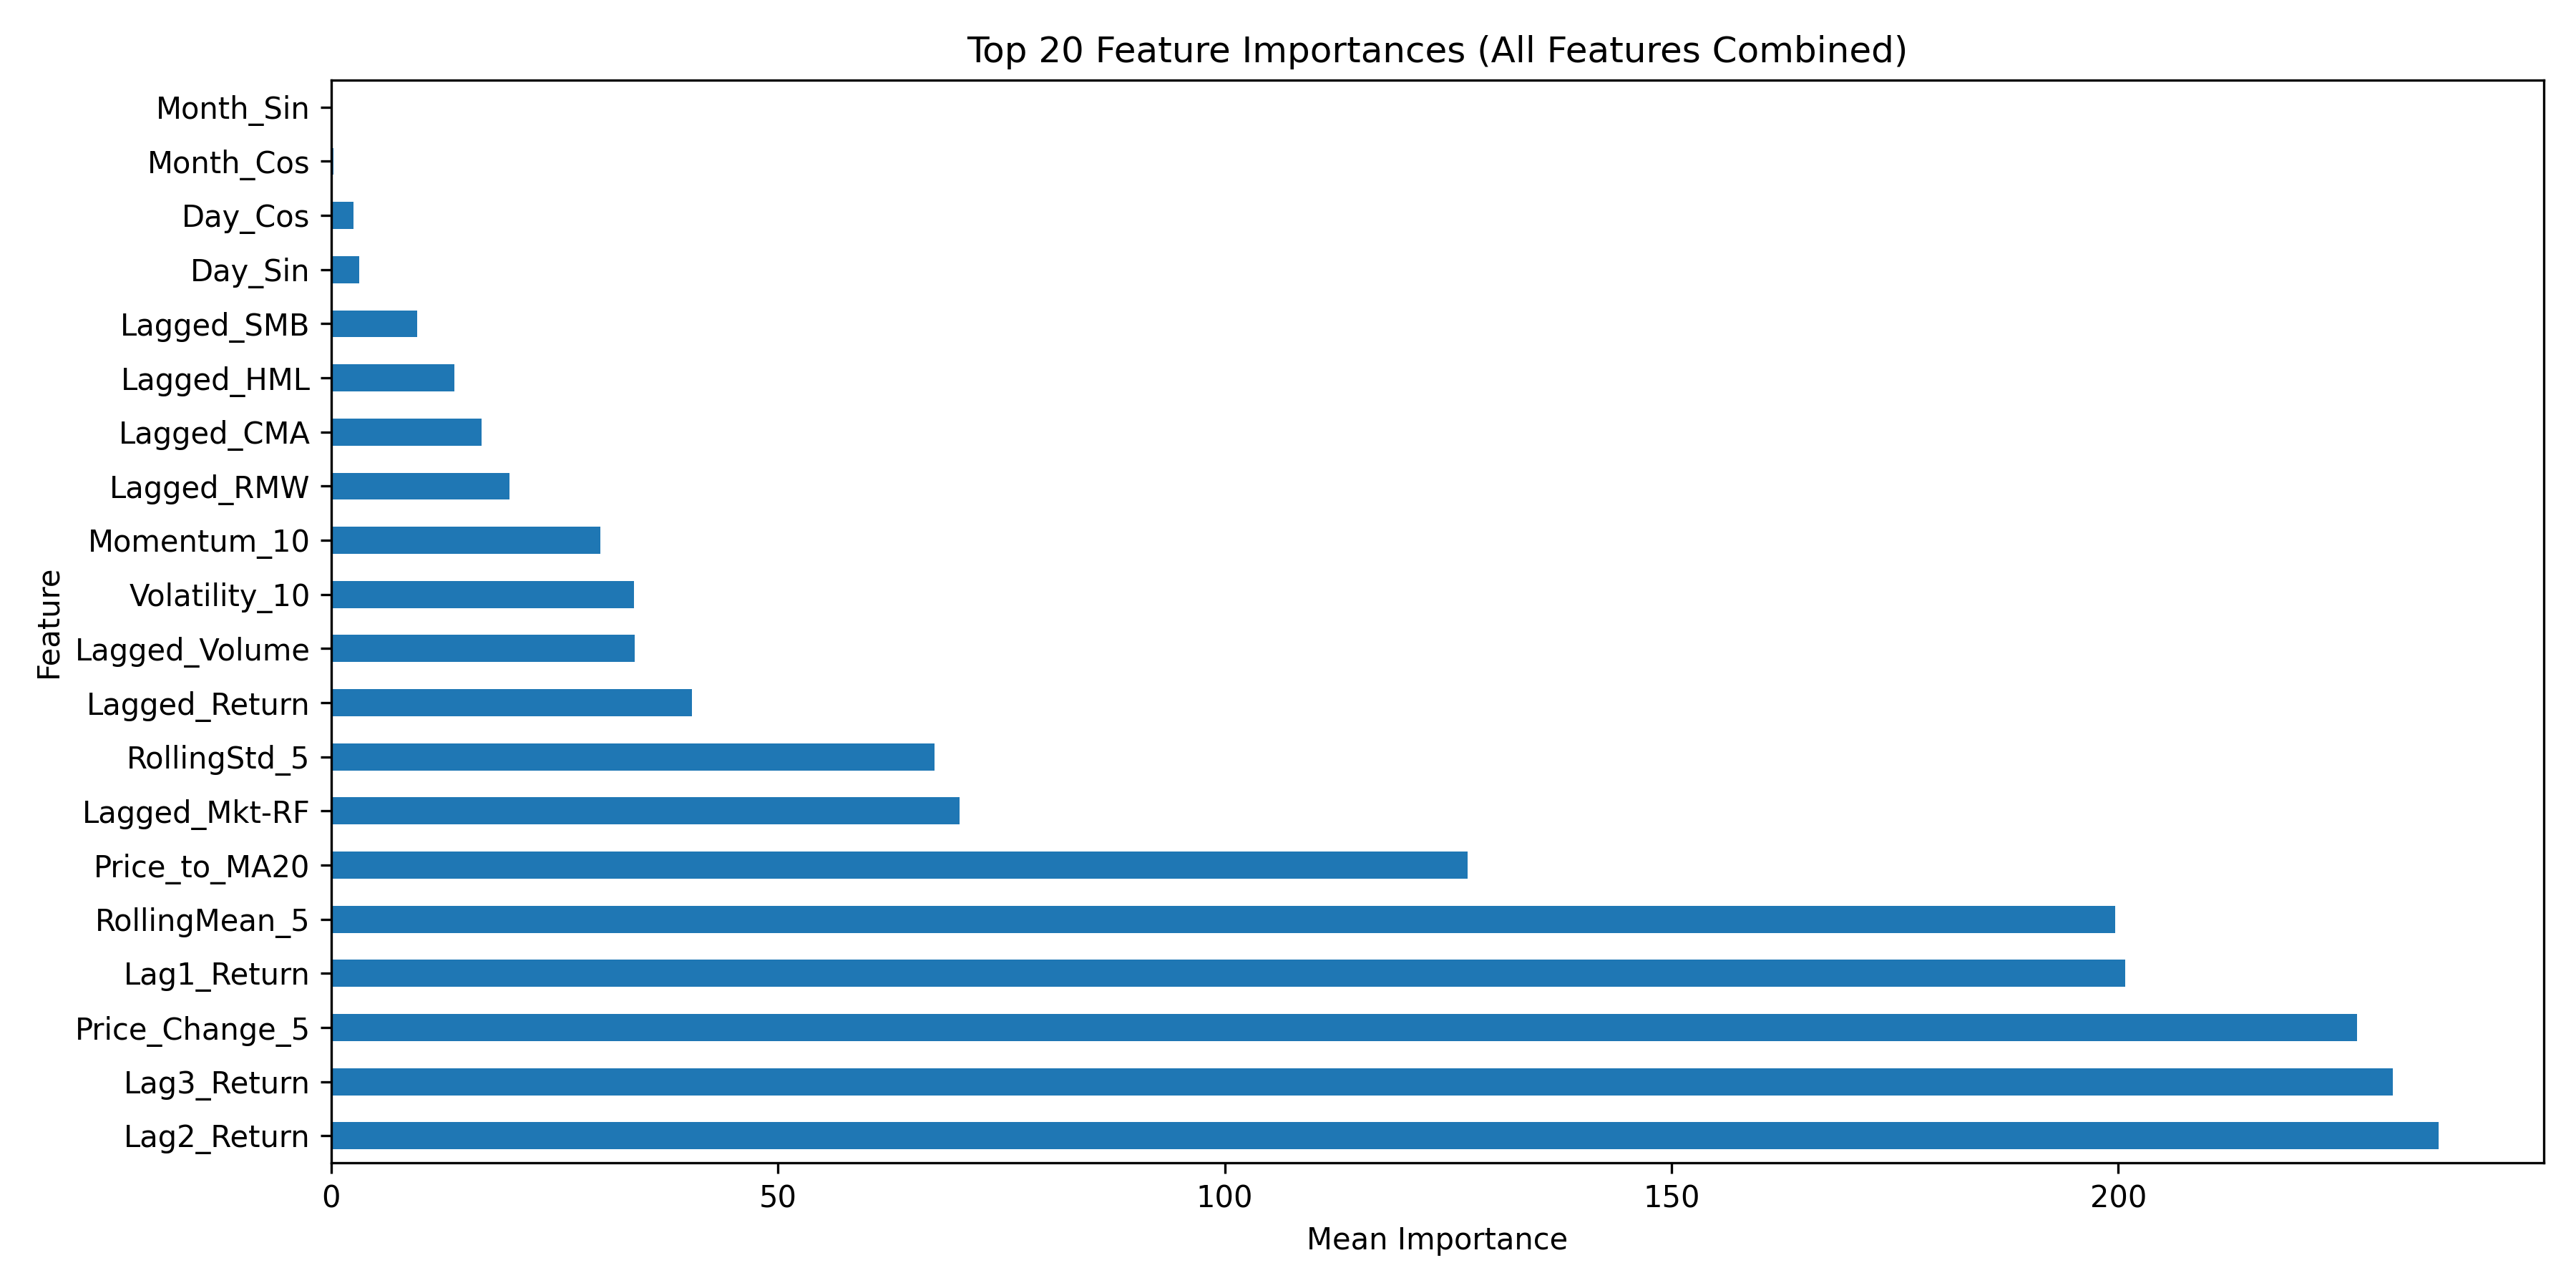 Top 20 Feature Importances (All Features Combined)
Feature
Month_Sin
Month_Cos
Day_Cos
Day_Sin
Lagged_SMB
Lagged_HML
Lagged_CMA
Lagged_RMW
Momentum_10
Volatility_10
Lagged_Volume
Lagged_Return
RollingStd_5
Lagged_Mkt-RF
Price_to_MA20
RollingMean_5
Lag1_Return
Price_Change_5
Lag3_Return
Lag2_Return
0 50 100 150 200
Mean Importance